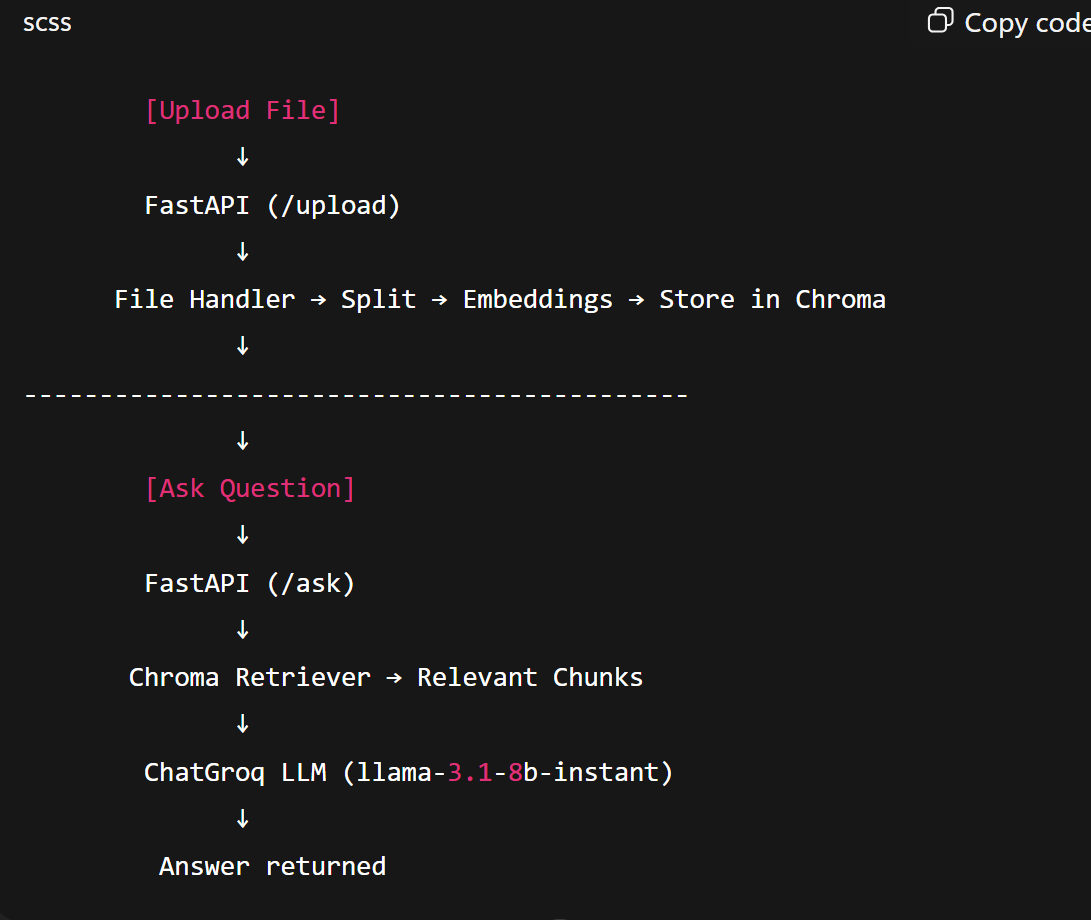 scss Copy code
[Upload File]
↓
FastAPI (/upload)
↓
File Handler → Split → Embeddings → Store in Chroma
↓
--------------------------------------------
↓
[Ask Question]
↓
FastAPI (/ask)
↓
Chroma Retriever → Relevant Chunks
↓
ChatGroq LLM (llama-3.1-8b-instant)
↓
Answer returned